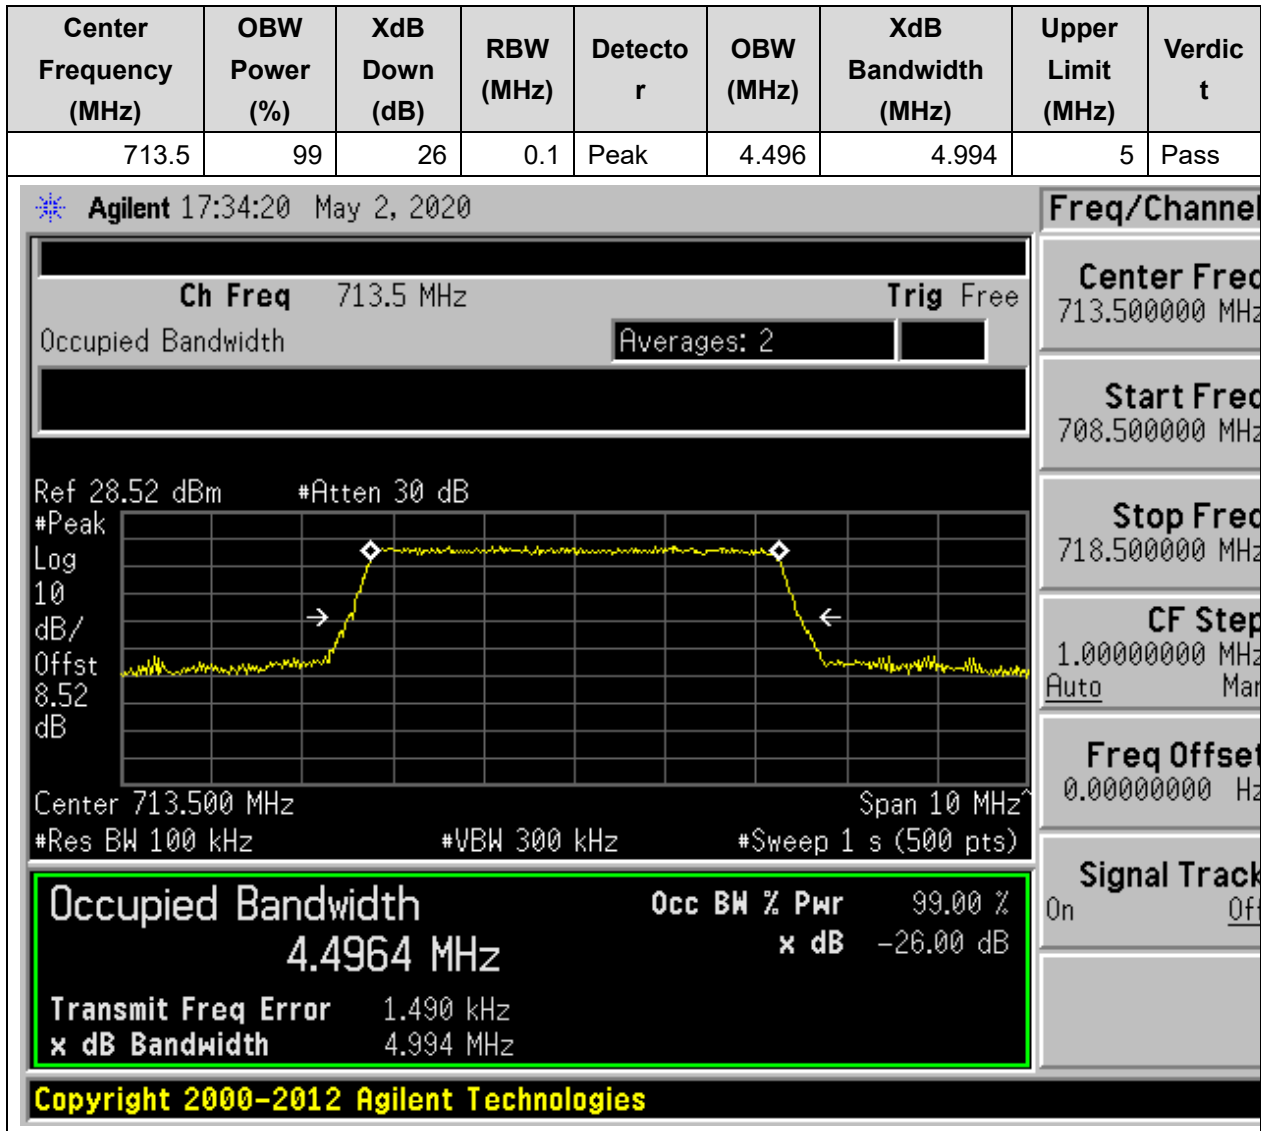 Center Frequency (MHz) OBW Power (%) XdB Down (dB) RBW (MHz) Detector OBW (MHz) XdB Bandwidth (MHz) Upper Limit (MHz) Verdict
713.5 99 26 0.1 Peak 4.496 4.994 5 Pass
Agilent 17:34:20 May 2, 2020 Freq/Channel
Ch Freq 713.5 MHz Trig Free
Occupied Bandwidth Averages: 2
Center Freq
713.500000 MHz
Start Freq
708.500000 MHz
Stop Freq
718.500000 MHz
CF Step
1.00000000 MHz
Auto Man
Freq Offset
0.00000000 Hz
Signal Track
On Off
Ref 28.52 dBm #Atten 30 dB
#Peak
Log
10
dB/
Offst
8.52
dB
Center 713.500 MHz Span 10 MHz^
#Res BW 100 kHz #VBW 300 kHz #Sweep 1 s (500 pts)
Occupied Bandwidth Occ BW % Pwr 99.00 %
4.4964 MHz x dB -26.00 dB
Transmit Freq Error 1.490 kHz
x dB Bandwidth 4.994 MHz
Copyright 2000-2012 Agilent Technologies